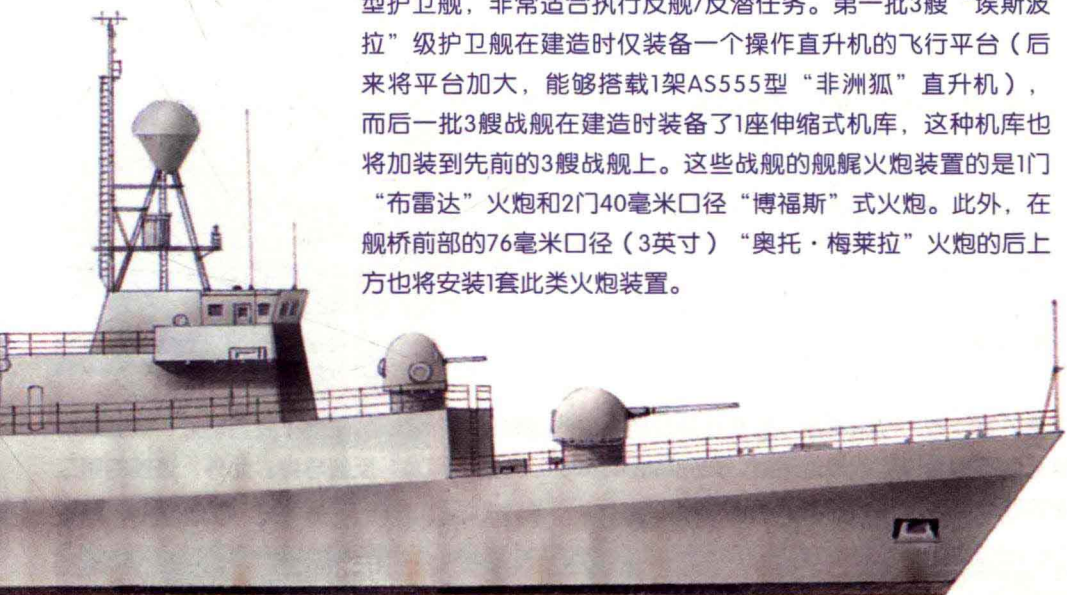 型护卫舰，非常适合执行反舰/反潜任务。第一批3艘“埃斯波
拉”级护卫舰在建造时仅装备一个操作直升机的飞行平台（后
来将平台加大，能够搭载1架AS555型“非洲狐”直升机），
而后一批3艘战舰在建造时装备了1座伸缩式机库，这种机库也
将加装到先前的3艘战舰上。这些战舰的舰艉火炮装置的是1门
“布雷达”火炮和2门40毫米口径“博福斯”式火炮。此外，在
舰桥前部的76毫米口径（3英寸）“奥托·梅莱拉”火炮的后上
方也将安装1套此类火炮装置。